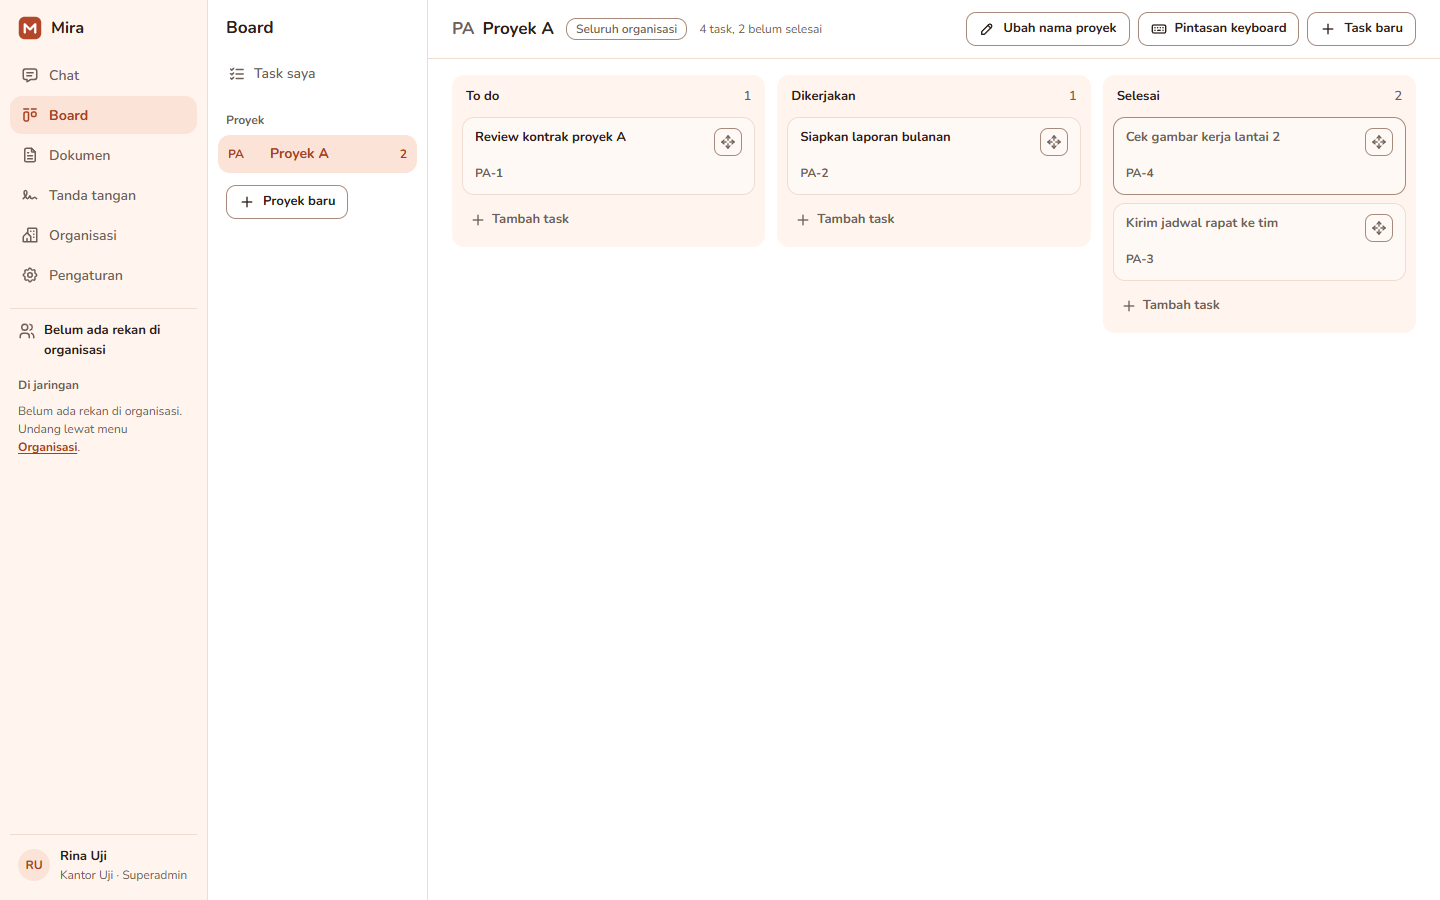 Mira
Chat
Board
Dokumen
Tanda tangan
Organisasi
Pengaturan
Belum ada rekan di
organisasi
Di jaringan
Belum ada rekan di organisasi.
Undang lewat menu
Organisasi.
RU
Rina Uji
Kantor Uji · Superadmin
Board
Task saya
Proyek
PA Proyek A 2
Proyek baru
PA Proyek A Seluruh organisasi 4 task, 2 belum selesai
Ubah nama proyek
Pintasan keyboard
Task baru
To do 1
Review kontrak proyek A
PA-1
Tambah task
Dikerjakan 1
Siapkan laporan bulanan
PA-2
Tambah task
Selesai 2
Cek gambar kerja lantai 2
PA-4
Kirim jadwal rapat ke tim
PA-3
Tambah task